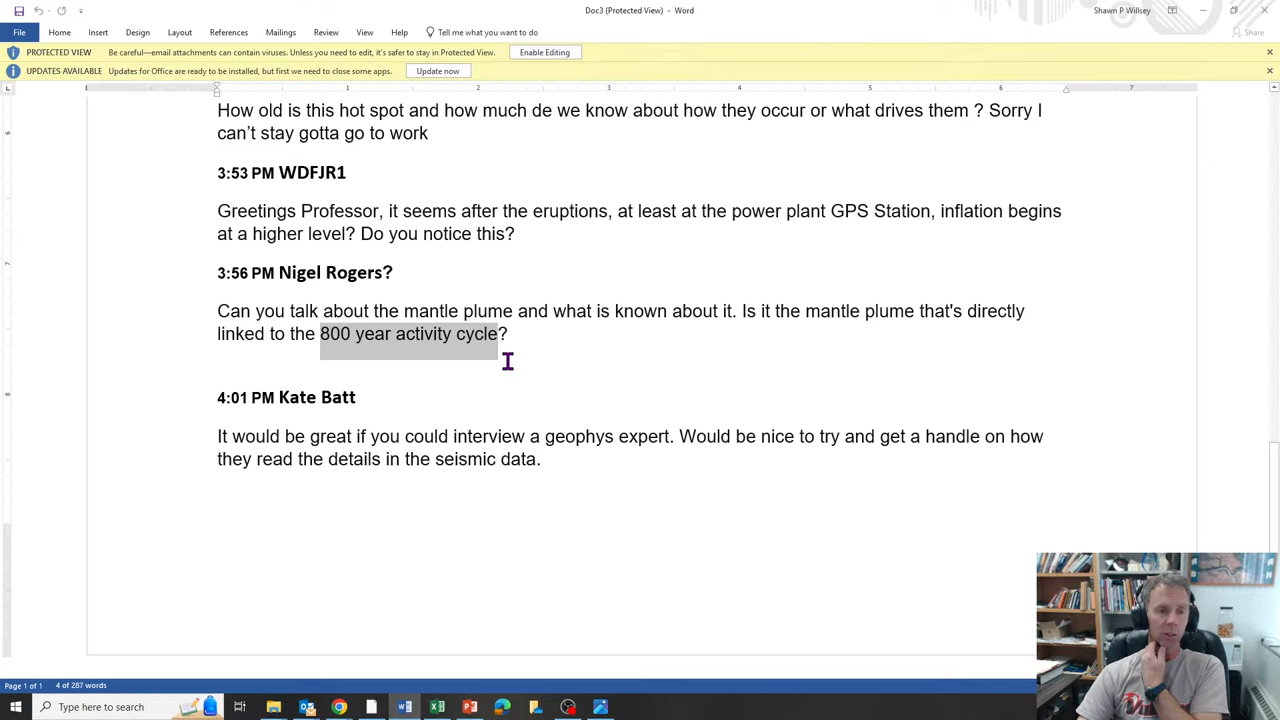 Doc3 (Protected View) - Word
Shawn P Willsey
File Home Insert Design Layout References Mailings Review View Help Tell me what you want to do
Share
PROTECTED VIEW Be careful—email attachments can contain viruses. Unless you need to edit, it's safer to stay in Protected View. Enable Editing
UPDATES AVAILABLE Updates for Office are ready to be installed, but first we need to close some apps. Update now
1 1 2 3 4 5 6 7
How old is this hot spot and how much de we know about how they occur or what drives them ? Sorry I
can't stay gotta go to work
3:53 PM WDFJR1
Greetings Professor, it seems after the eruptions, at least at the power plant GPS Station, inflation begins
at a higher level? Do you notice this?
3:56 PM Nigel Rogers?
Can you talk about the mantle plume and what is known about it. Is it the mantle plume that's directly
linked to the 800 year activity cycle?
4:01 PM Kate Batt
It would be great if you could interview a geophys expert. Would be nice to try and get a handle on how
they read the details in the seismic data.
Page 1 of 1 4 of 287 words
Type here to search